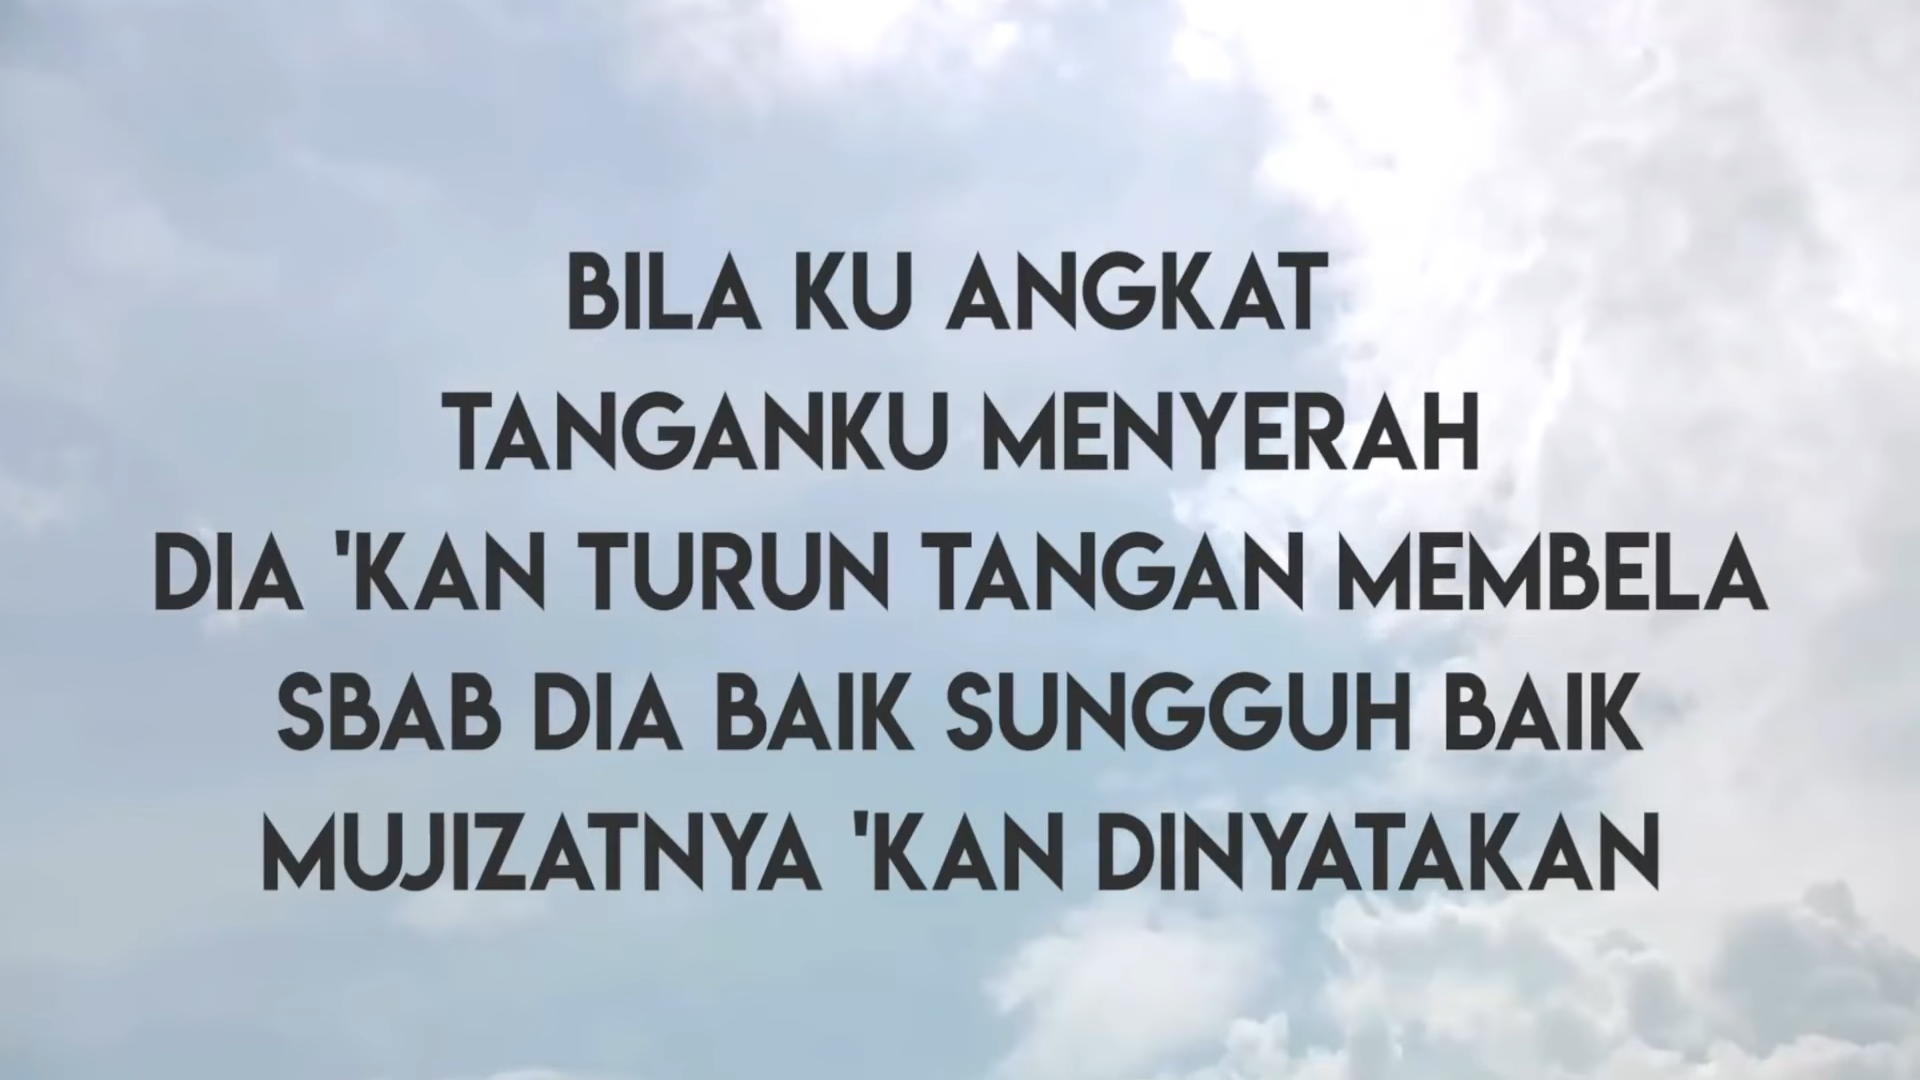 BILA KU ANGKAT
TANGANKU MENYERAH
DIA 'KAN TURUN TANGAN MEMBELA
SBAB DIA BAIK SUNGGUH BAIK
MUJIZATNYA 'KAN DINYATAKAN